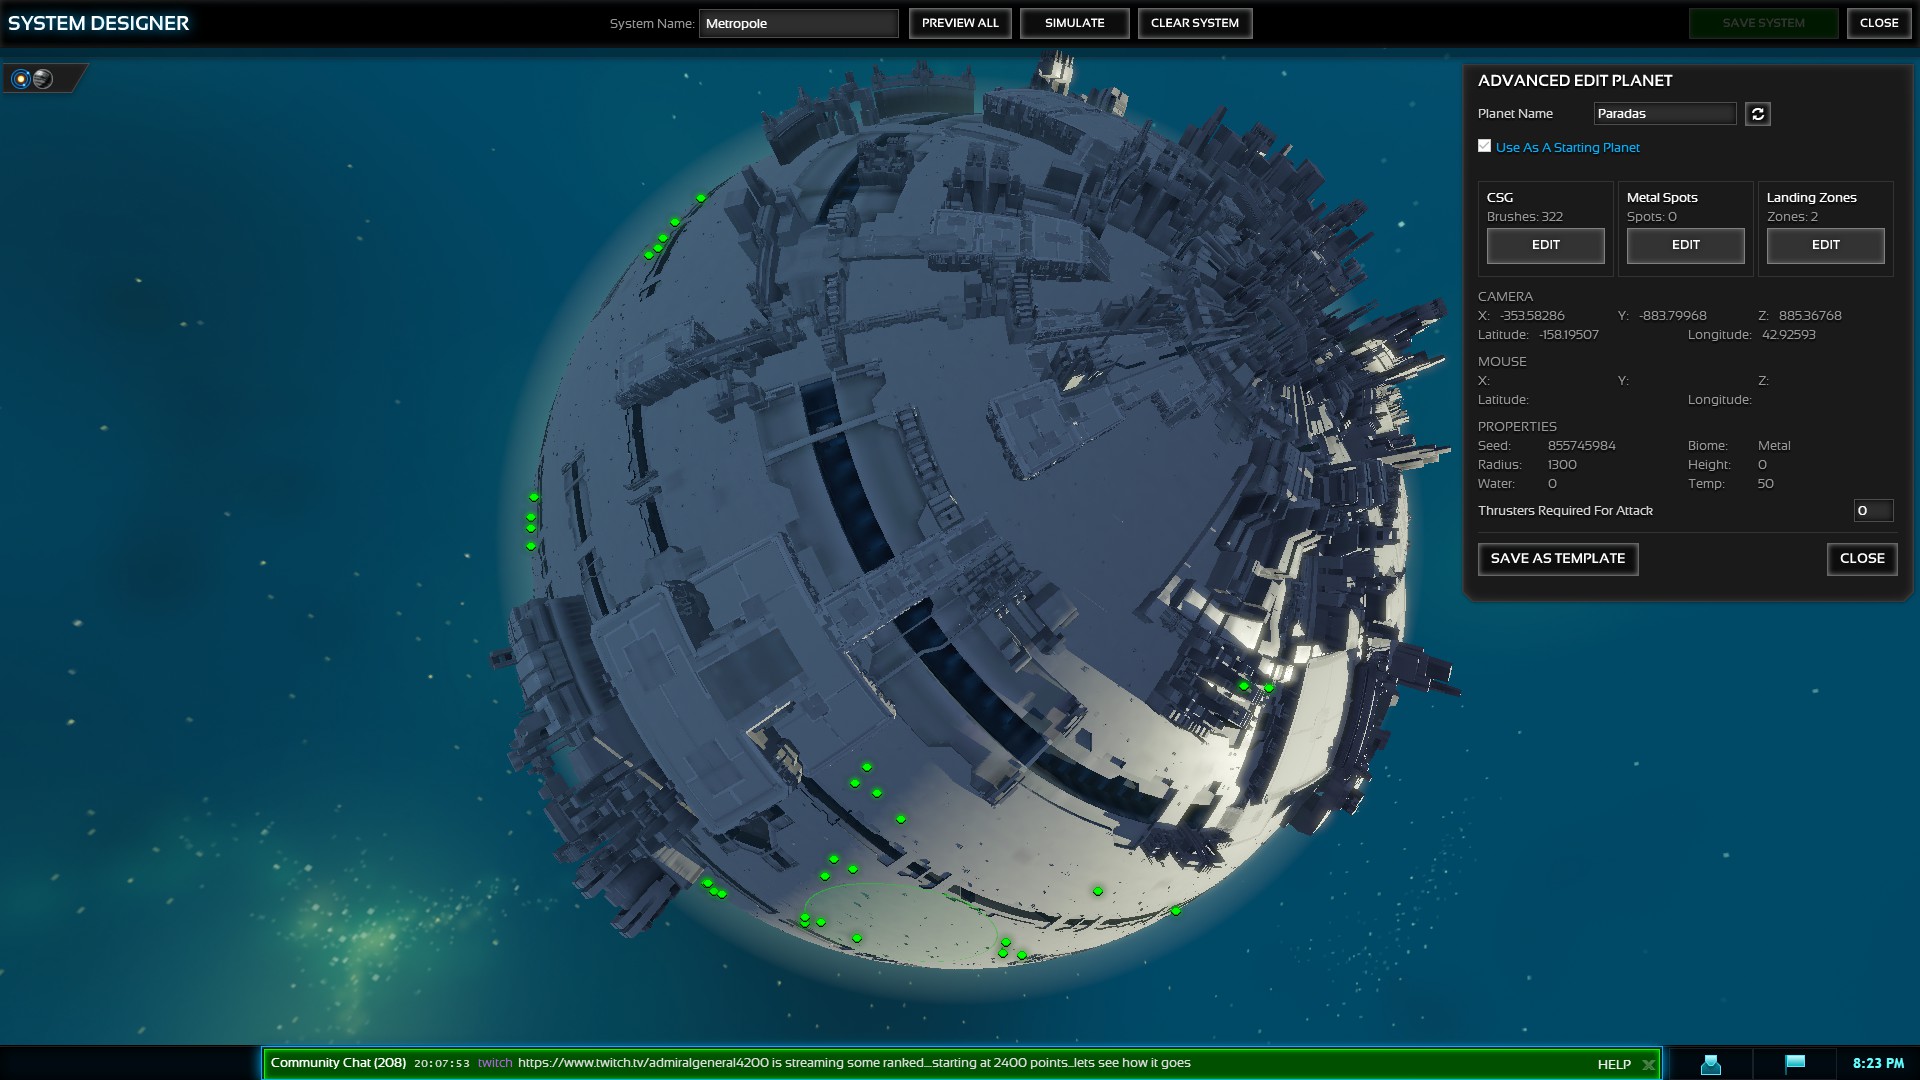 SYSTEM DESIGNER
System Name: Metropole PREVIEW ALL SIMULATE CLEAR SYSTEM SAVE SYSTEM CLOSE
ADVANCED EDIT PLANET
Planet Name Paradas
Use As A Starting Planet
CSG Metal Spots Landing Zones
Brushes: 322 Spots: 0 Zones: 2
EDIT EDIT EDIT
CAMERA
X: -353.58286 Y: -883.79968 Z: 885.36768
Latitude: -158.19507 Longitude: 42.92593
MOUSE
X: Y: Z:
Latitude: Longitude:
PROPERTIES
Seed: 855745984 Biome: Metal
Radius: 1300 Height: 0
Water: 0 Temp: 50
Thrusters Required For Attack 0
SAVE AS TEMPLATE CLOSE
Community Chat (208) 20:07:53 twitch https://www.twitch.tv/admiralgeneral4200 is streaming some ranked...starting at 2400 points..lets see how it goes HELP
8:23 PM